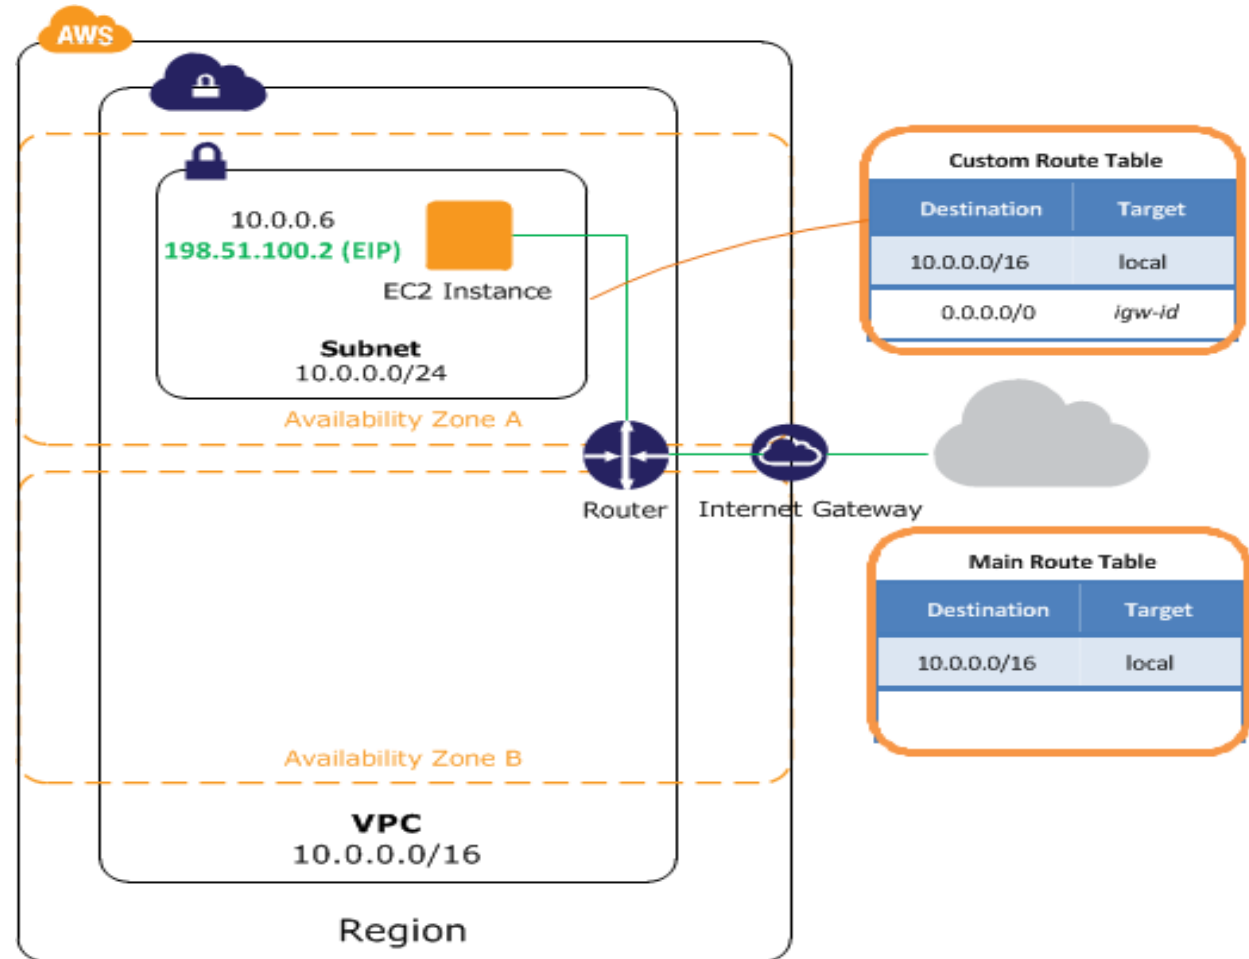 AWS
10.0.0.6
198.51.100.2 (EIP)
EC2 Instance
Subnet
10.0.0.0/24
Availability Zone A
Router
Internet Gateway
Availability Zone B
VPC
10.0.0.0/16
Region
Custom Route Table
Destination Target
10.0.0.0/16 local
0.0.0.0/0 igw-id
Main Route Table
Destination Target
10.0.0.0/16 local